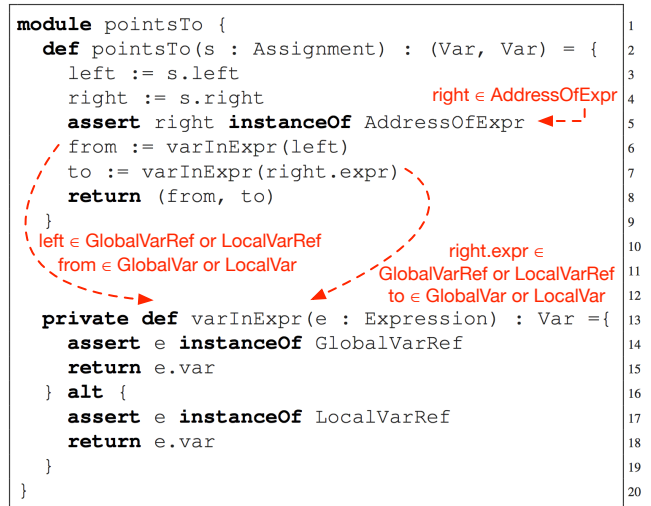 module pointsTo { 1
def pointsTo(s : Assignment) : (Var, Var) = { 2
left := s.left 3
right := s.right 4
right ∈ AddressOfExpr
assert right instanceOf AddressOfExpr 5
from := varInExpr(left) 6
to := varInExpr(right.expr) 7
return (from, to) 8
} 9
left ∈ GlobalVarRef or LocalVarRef
from ∈ GlobalVar or LocalVar
10
right.expr ∈
GlobalVarRef or LocalVarRef
to ∈ GlobalVar or LocalVar
11
12
private def varInExpr(e : Expression) : Var ={ 13
assert e instanceOf GlobalVarRef 14
return e.var 15
} alt { 16
assert e instanceOf LocalVarRef 17
return e.var 18
} 19
} 20